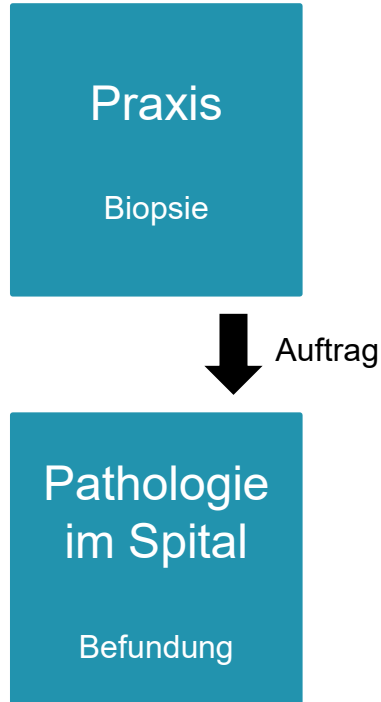 Praxis
Biopsie
Auftrag
Pathologie
im Spital
Befundung